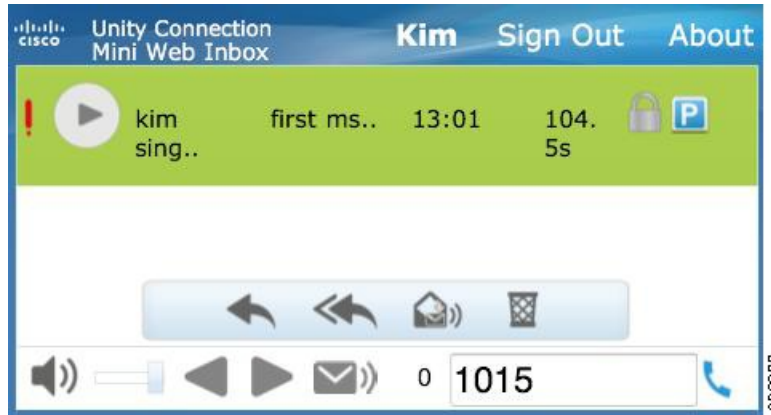 CISCO
Unity Connection
Mini Web Inbox
Kim Sign Out About
! kim sing.. first ms.. 13:01 104.5s P
0 1015